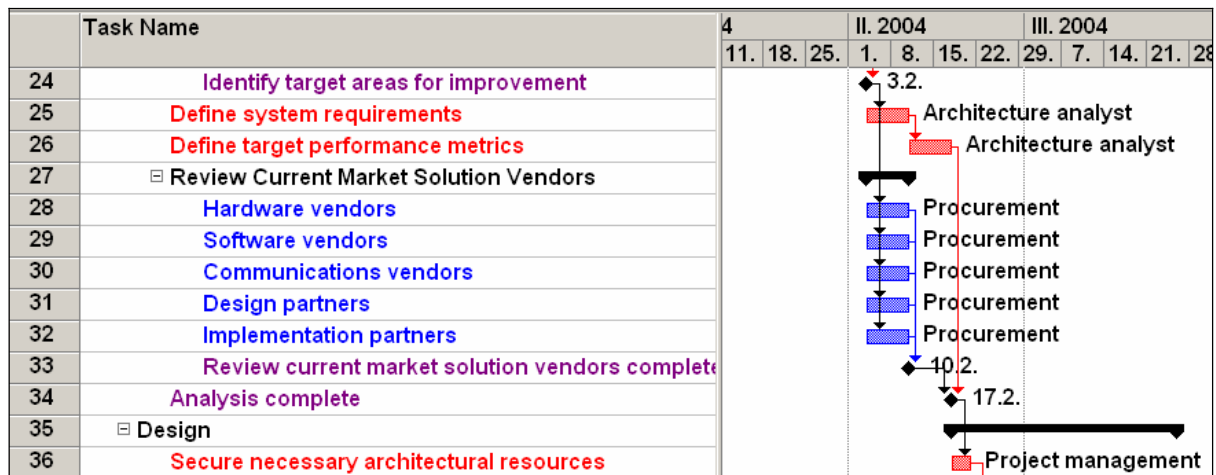 Task Name 4 II. 2004 III. 2004
11. 18. 25. 1. 8. 15. 22. 29. 7. 14. 21. 28
24 Identify target areas for improvement 3.2.
25 Define system requirements Architecture analyst
26 Define target performance metrics Architecture analyst
27 Review Current Market Solution Vendors
28 Hardware vendors Procurement
29 Software vendors Procurement
30 Communications vendors Procurement
31 Design partners Procurement
32 Implementation partners Procurement
33 Review current market solution vendors complete 10.2.
34 Analysis complete 17.2.
35 Design
36 Secure necessary architectural resources Project management